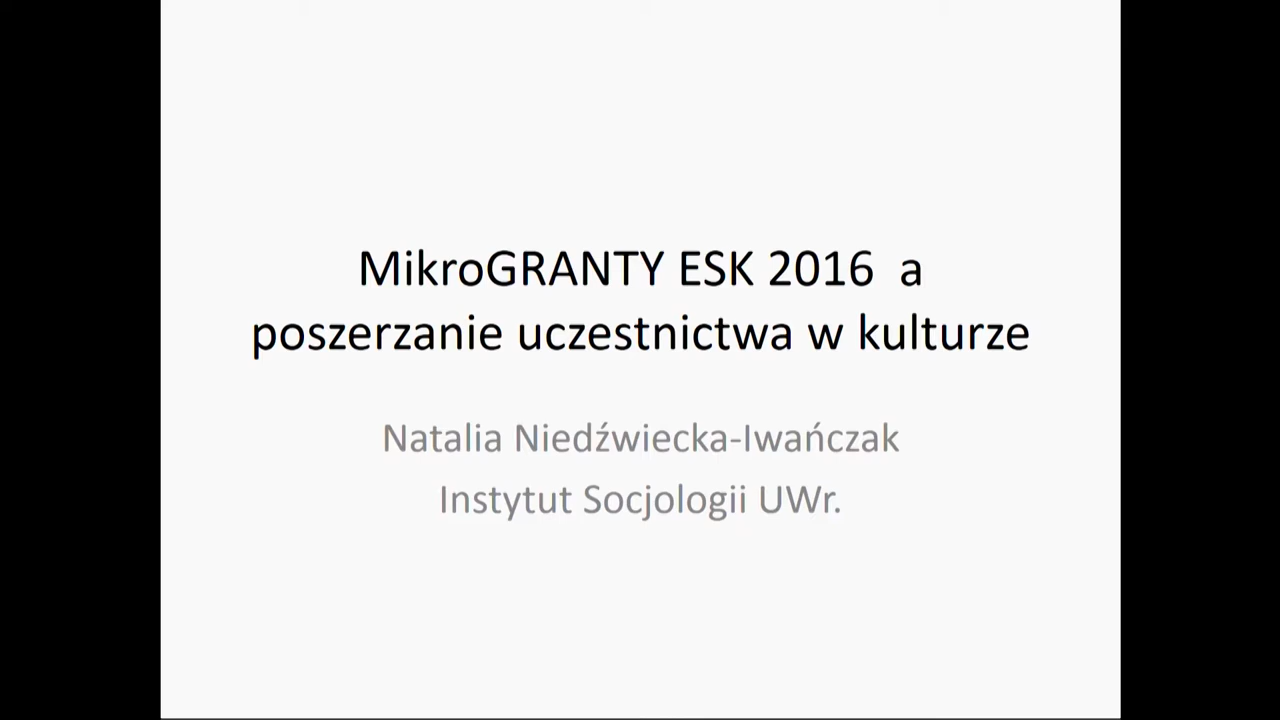 MikroGRANTY ESK 2016  a
poszerzanie uczestnictwa w kulturze
Natalia Niedźwiecka-Iwańczak
Instytut Socjologii UWr.